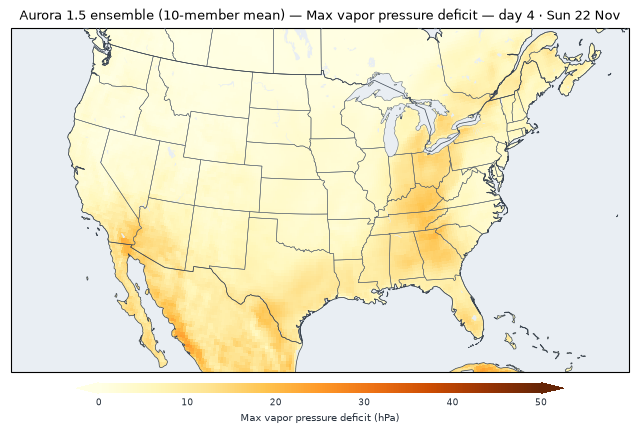 Aurora 1.5 ensemble (10-member mean) — Max vapor pressure deficit — day 4 · Sun 22 Nov
0 10 20 30 40 50
Max vapor pressure deficit (hPa)